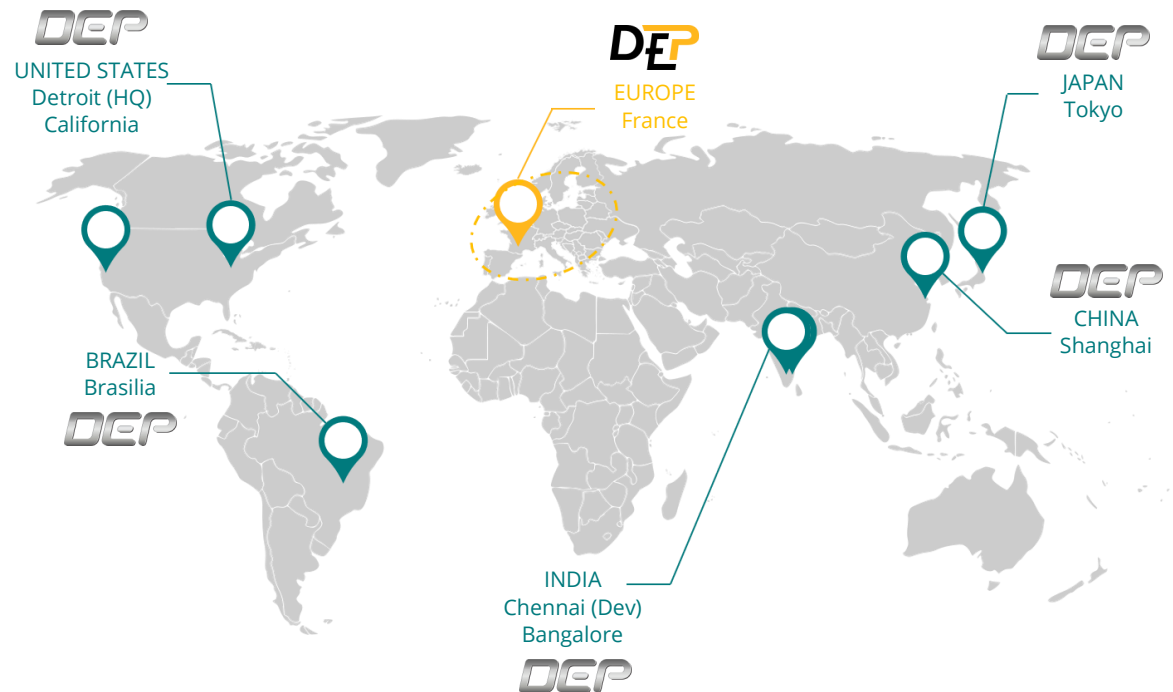 DEP
UNITED STATES
Detroit (HQ)
California
DEP
EUROPE
France
DEP
JAPAN
Tokyo
DEP
CHINA
Shanghai
BRAZIL
Brasilia
DEP
INDIA
Chennai (Dev)
Bangalore
DEP